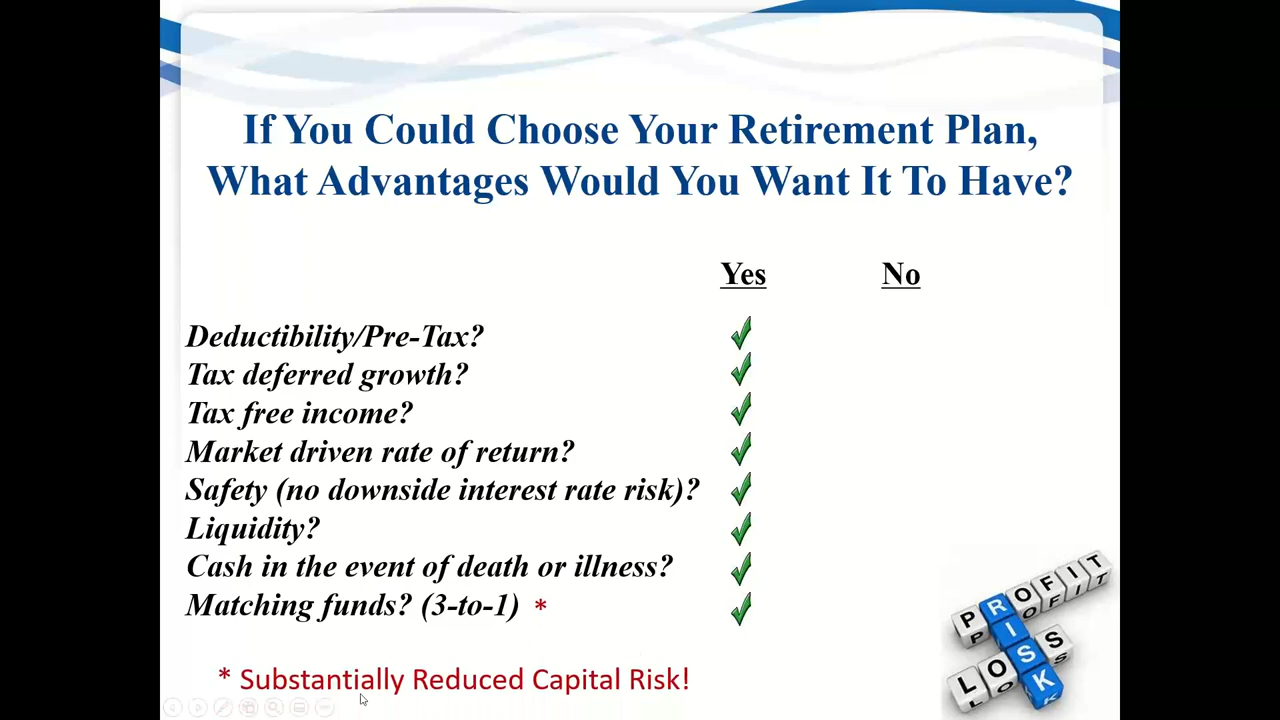 If You Could Choose Your Retirement Plan,
What Advantages Would You Want It To Have?
Yes No
Deductibility/Pre-Tax?
Tax deferred growth?
Tax free income?
Market driven rate of return?
Safety (no downside interest rate risk)?
Liquidity?
Cash in the event of death or illness?
Matching funds? (3-to-1) *
* Substantially Reduced Capital Risk!
PROFIT
RISK
LOSS